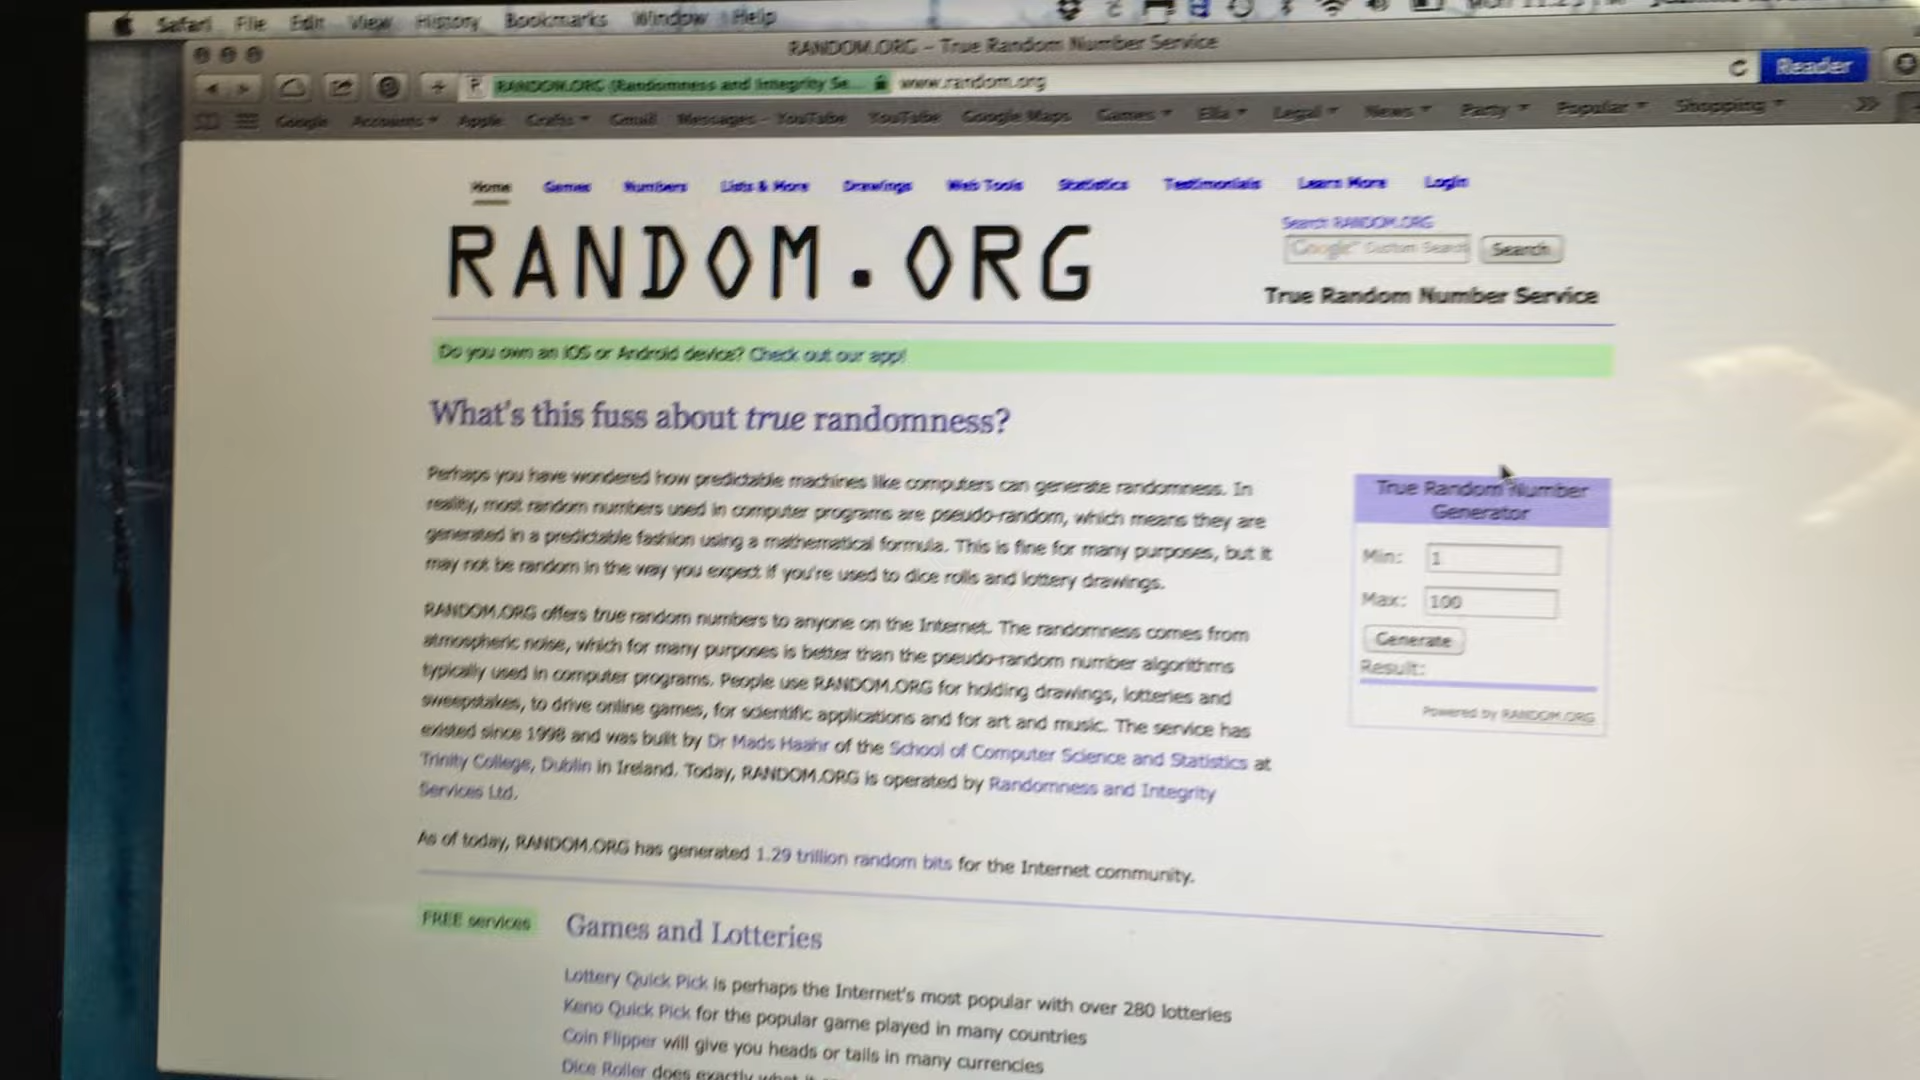 Safari File Edit View History Bookmarks Window Help
RANDOM.ORG – True Random Number Service
RANDOM.ORG (Randomness and Integrity Se... www.random.org Reader
Google Accounts Apple Crafts Gmail Messages - YouTube YouTube Google Maps Games Ella Legal News Party Popular Shopping
Home Games Numbers Lists & More Drawings Web Tools Statistics Testimonials Learn More Login
RANDOM.ORG
Search RANDOM.ORG
Google™ Custom Search Search
True Random Number Service
Do you own an iOS or Android device? Check out our app!
What's this fuss about true randomness?
Perhaps you have wondered how predictable machines like computers can generate randomness. In
reality, most random numbers used in computer programs are pseudo-random, which means they are
generated in a predictable fashion using a mathematical formula. This is fine for many purposes, but it
may not be random in the way you expect if you're used to dice rolls and lottery drawings.
RANDOM.ORG offers true random numbers to anyone on the Internet. The randomness comes from
atmospheric noise, which for many purposes is better than the pseudo-random number algorithms
typically used in computer programs. People use RANDOM.ORG for holding drawings, lotteries and
sweepstakes, to drive online games, for scientific applications and for art and music. The service has
existed since 1998 and was built by Dr Mads Haahr of the School of Computer Science and Statistics at
Trinity College, Dublin in Ireland. Today, RANDOM.ORG is operated by Randomness and Integrity
Services Ltd.
As of today, RANDOM.ORG has generated 1.29 trillion random bits for the Internet community.
True Random Number
Generator
Min: 1
Max: 100
Generate
Result:
Powered by RANDOM.ORG
FREE services
Games and Lotteries
Lottery Quick Pick is perhaps the Internet's most popular with over 280 lotteries
Keno Quick Pick for the popular game played in many countries
Coin Flipper will give you heads or tails in many currencies
Dice Roller does exactly what